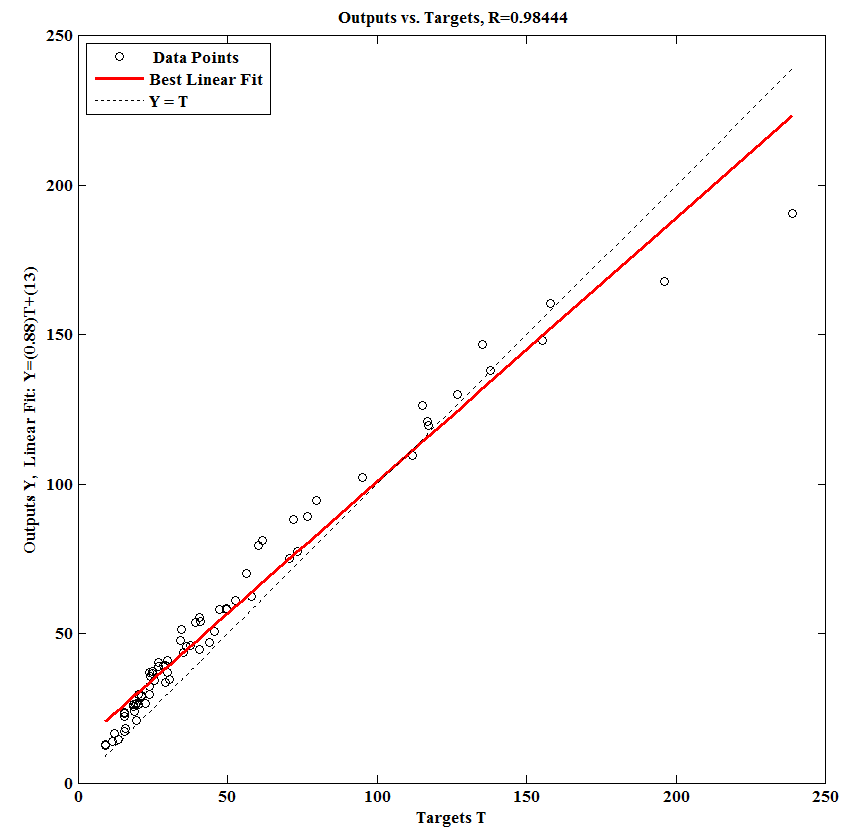 Outputs vs. Targets, R=0.98444
Data Points
Best Linear Fit
Y = T
250
200
150
100
50
0
Outputs Y, Linear Fit: Y=(0.88)T+(13)
0
50
100
150
200
250
Targets T